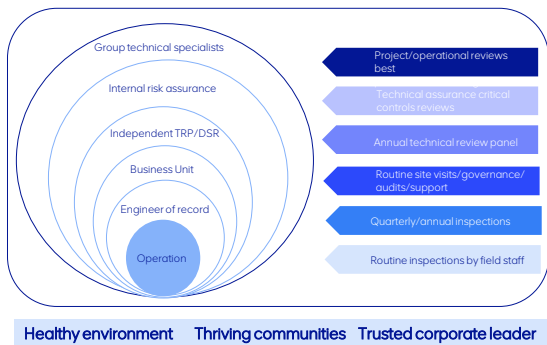 Group technical specialists
Internal risk assurance
Independent TRP/DSR
Business Unit
Engineer of record
Operation
Project/operational reviews
best
Technical assurance critical
controls reviews
Annual technical review panel
Routine site visits/governance/
audits/support
Quarterly/annual inspections
Routine inspections by field staff
Healthy environment Thriving communities Trusted corporate leader